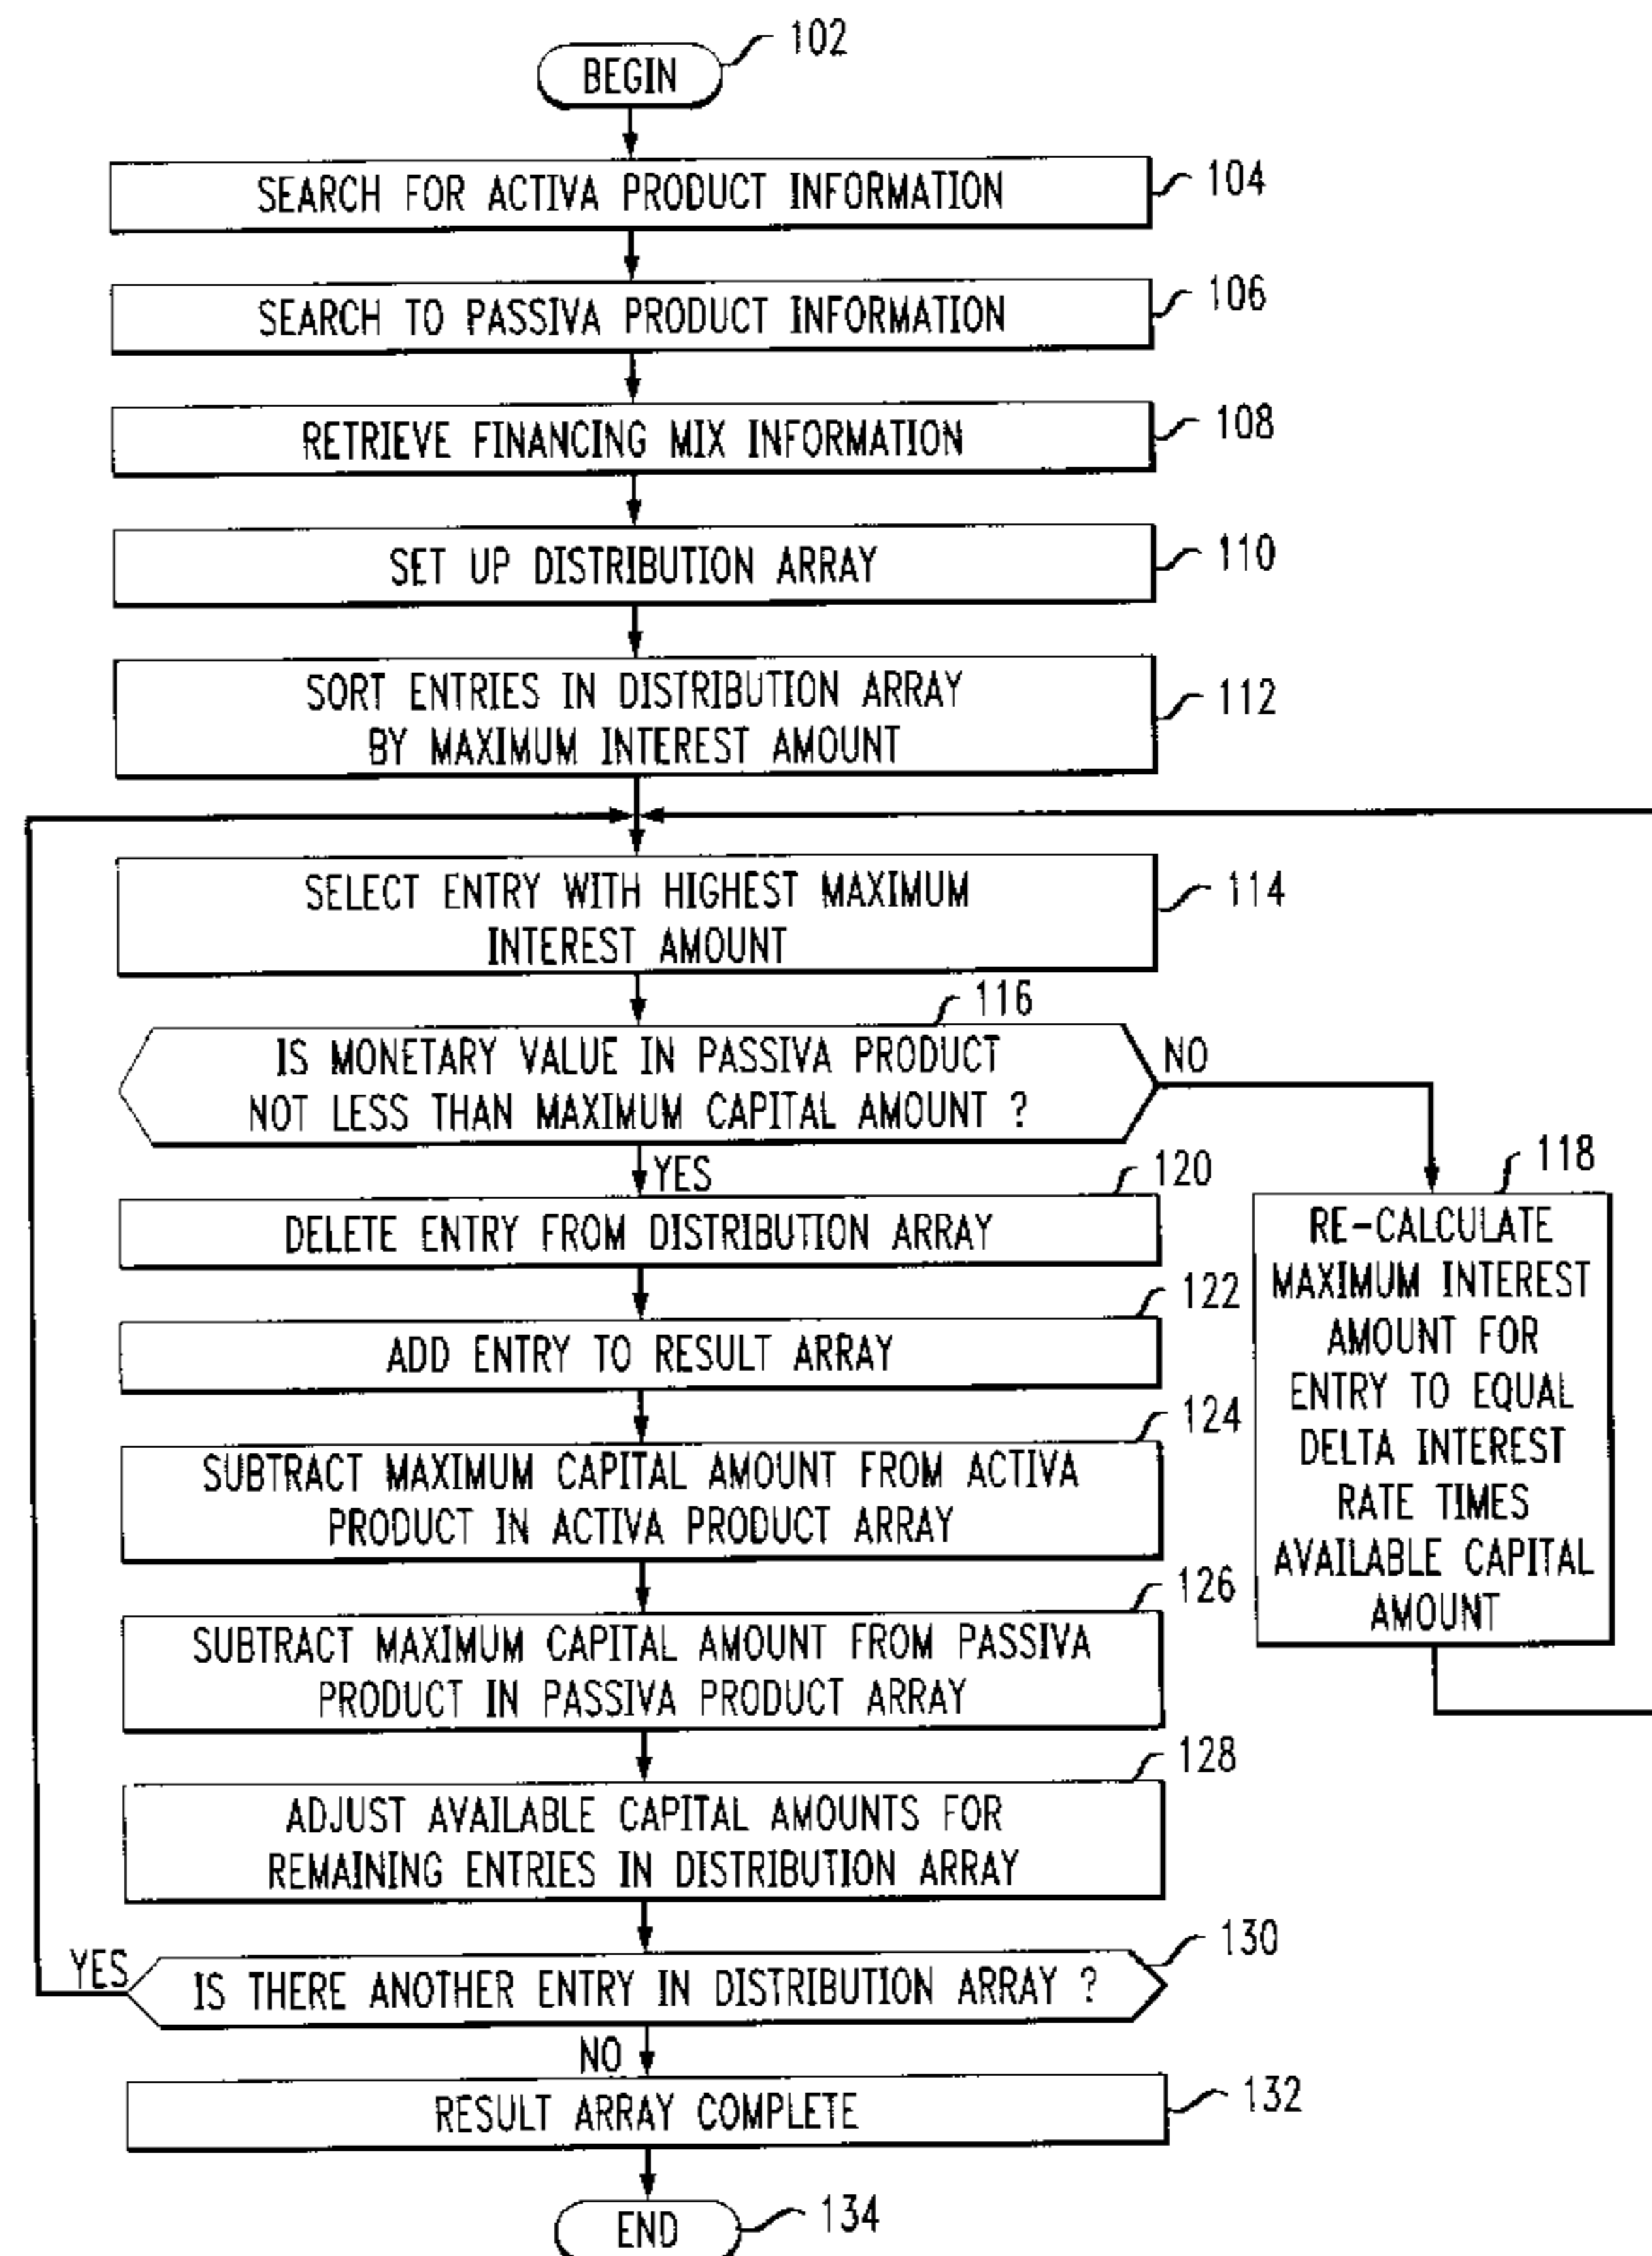 102
BEGIN
SEARCH FOR ACTIVA PRODUCT INFORMATION
104
SEARCH TO PASSIVA PRODUCT INFORMATION
106
RETRIEVE FINANCING MIX INFORMATION
108
SET UP DISTRIBUTION ARRAY
110
SORT ENTRIES IN DISTRIBUTION ARRAY
BY MAXIMUM INTEREST AMOUNT
112
SELECT ENTRY WITH HIGHEST MAXIMUM
INTEREST AMOUNT
114
116
IS MONETARY VALUE IN PASSIVA PRODUCT
NOT LESS THAN MAXIMUM CAPITAL AMOUNT ?
NO
YES
118
RE-CALCULATE
MAXIMUM INTEREST
AMOUNT FOR
ENTRY TO EQUAL
DELTA INTEREST
RATE TIMES
AVAILABLE CAPITAL
AMOUNT
120
DELETE ENTRY FROM DISTRIBUTION ARRAY
122
ADD ENTRY TO RESULT ARRAY
124
SUBTRACT MAXIMUM CAPITAL AMOUNT FROM ACTIVA
PRODUCT IN ACTIVA PRODUCT ARRAY
126
SUBTRACT MAXIMUM CAPITAL AMOUNT FROM PASSIVA
PRODUCT IN PASSIVA PRODUCT ARRAY
128
ADJUST AVAILABLE CAPITAL AMOUNTS FOR
REMAINING ENTRIES IN DISTRIBUTION ARRAY
130
YES
IS THERE ANOTHER ENTRY IN DISTRIBUTION ARRAY ?
NO
RESULT ARRAY COMPLETE
132
END
134